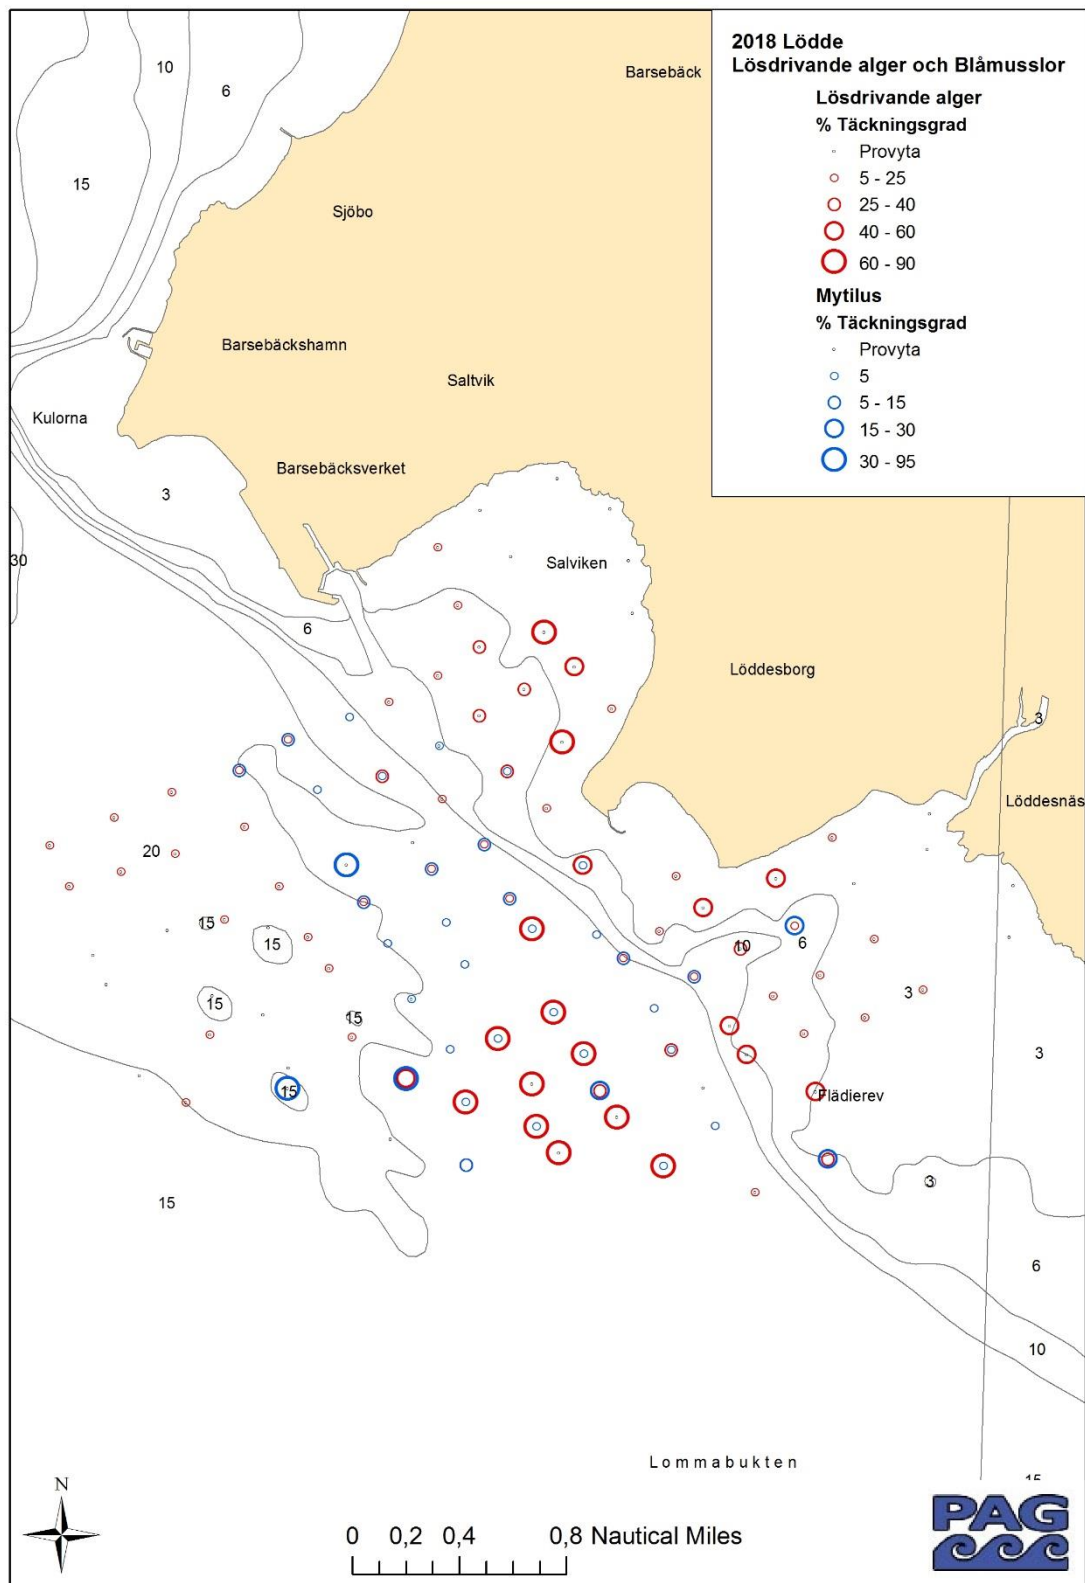 2018 Lödde
Lösdrivande alger och Blåmusslor
Lösdrivande alger
% Täckningsgrad
Provyta
5 - 25
25 - 40
40 - 60
60 - 90
Mytilus
% Täckningsgrad
Provyta
5
5 - 15
15 - 30
30 - 95
10
6
15
Barsebäck
Sjöbo
Barsebäckshamn
Saltvik
Kulorna
Barsebäcksverket
3
30
Salviken
6
Löddesborg
3
Löddesnäs
20
15
15
10
6
15
15
3
3
15
Flädierev
3
15
6
10
Lommabukten
15
N
0 0,2 0,4 0,8 Nautical Miles
PAG